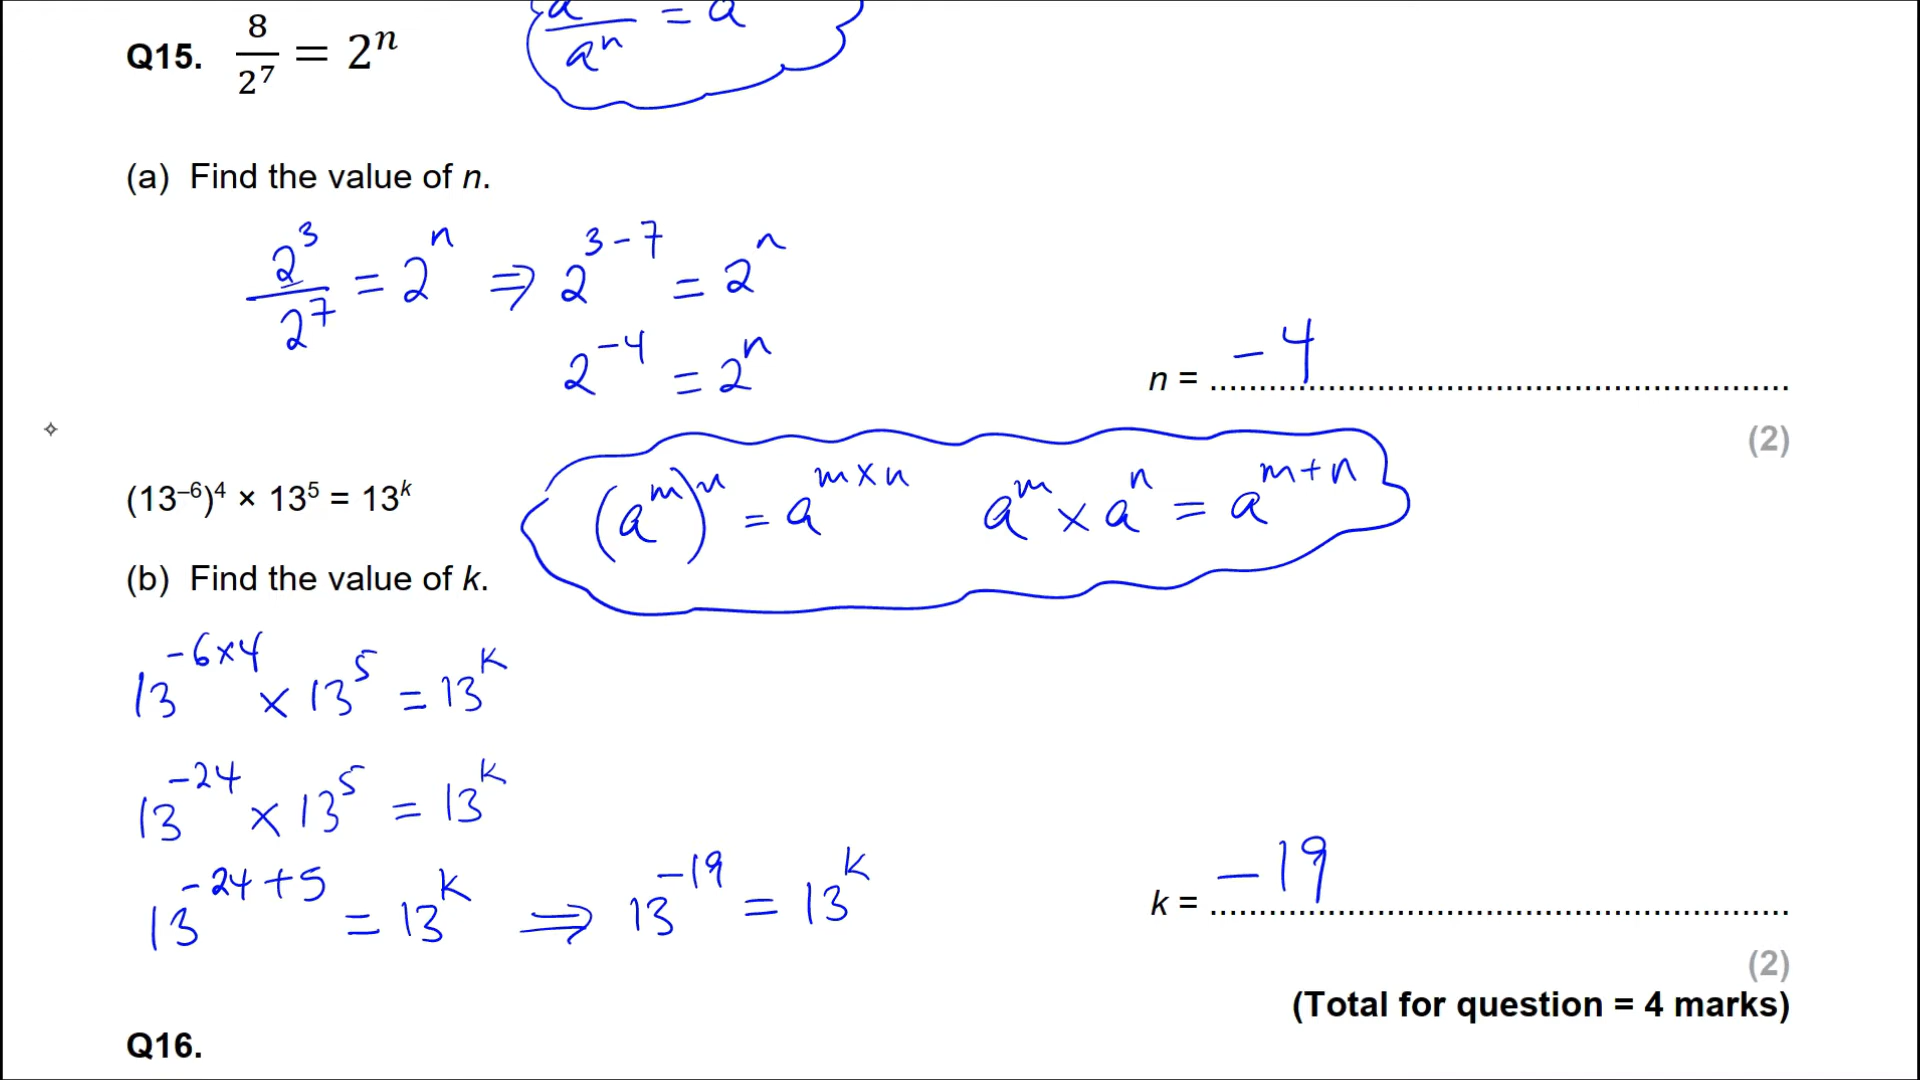 a/aⁿ = a
Q15. 8/2⁷ = 2ⁿ
(a) Find the value of n.
2³/2⁷ = 2ⁿ ⇒ 2³⁻⁷ = 2ⁿ
2⁻⁴ = 2ⁿ
n = −4
(2)
(13⁻⁶)⁴ × 13⁵ = 13ᵏ
(aᵐ)ⁿ = aᵐˣⁿ aᵐ × aⁿ = aᵐ⁺ⁿ
(b) Find the value of k.
13⁻⁶ˣ⁴ × 13⁵ = 13ᵏ
13⁻²⁴ × 13⁵ = 13ᵏ
13⁻²⁴⁺⁵ = 13ᵏ ⇒ 13⁻¹⁹ = 13ᵏ
k = −19
(2)
(Total for question = 4 marks)
Q16.